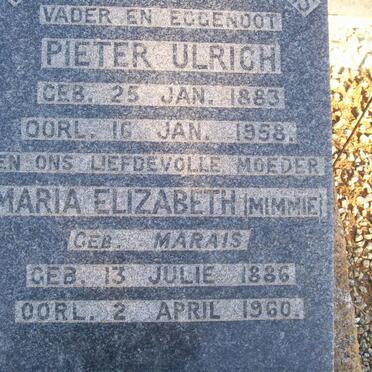 VADER EN EGGENOOT
PIETER ULRICH
GEB. 25 JAN. 1883
OORL. 16 JAN. 1958.
EN ONS LIEFDEVOLLE MOEDER
MARIA ELIZABETH (MIMMIE)
GEB. MARAIS
GEB. 13 JULIE 1886
OORL. 2 APRIL 1960.